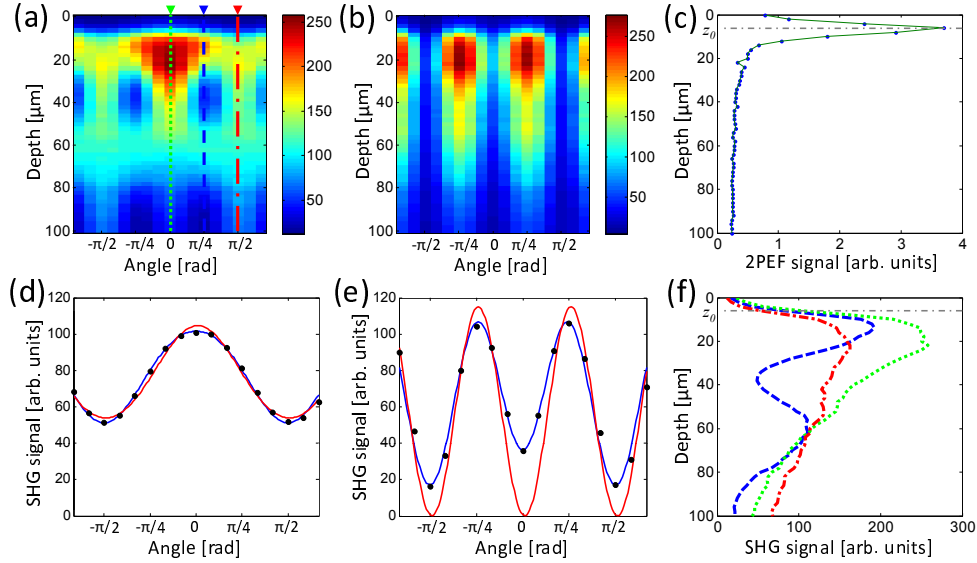 (a)
250
200
150
100
50
0
20
40
60
80
100
Depth [µm]
-π/2 -π/4 0 π/4 π/2
Angle [rad]
(b)
250
200
150
100
50
0
20
40
60
80
100
Depth [µm]
-π/2 -π/4 0 π/4 π/2
Angle [rad]
(c)
0
z0
20
40
60
80
100
Depth [µm]
0 1 2 3 4
2PEF signal [arb. units]
(d)
120
100
80
60
40
20
0
SHG signal [arb. units)
-π/2 -π/4 0 π/4 π/2
Angle [rad]
(e)
120
100
80
60
40
20
0
SHG signal [arb. units)
-π/2 -π/4 0 π/4 π/2
Angle [rad]
(f)
0
z0
20
40
60
80
100
Depth [µm]
0 100 200 300
SHG signal [arb. units]